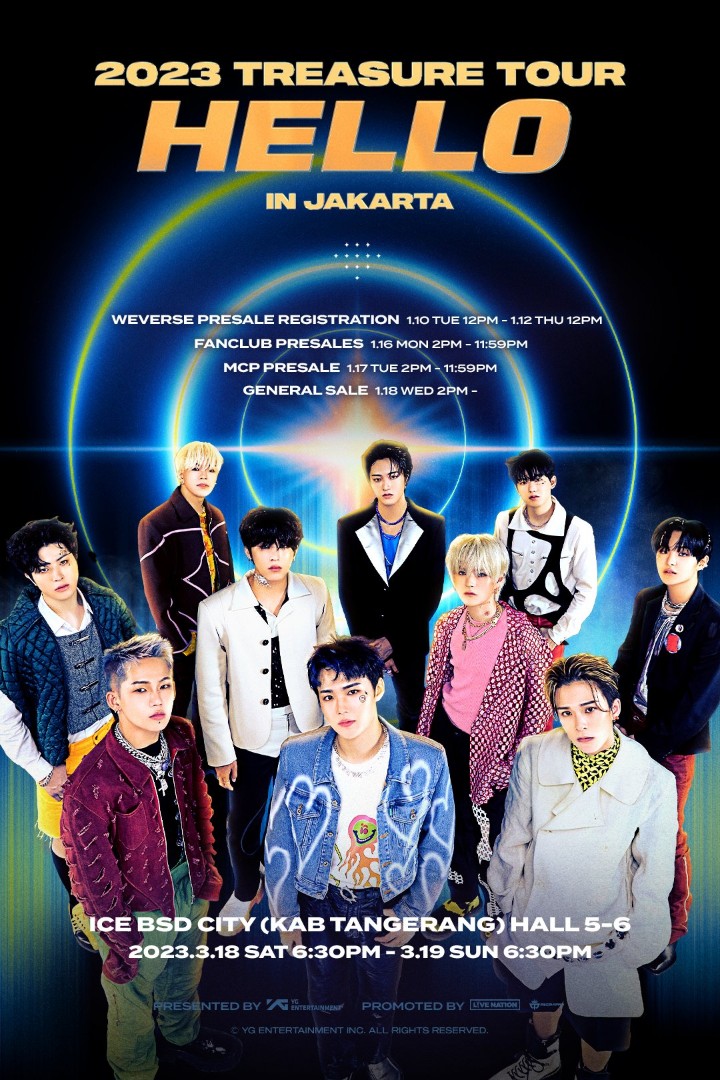 2023 TREASURE TOUR
HELLO
IN JAKARTA
WEVERSE PRESALE REGISTRATION 1.10 TUE 12PM - 1.12 THU 12PM
FANCLUB PRESALES 1.16 MON 2PM - 11:59PM
MCP PRESALE 1.17 TUE 2PM - 11:59PM
GENERAL SALE 1.18 WED 2PM -
ICE BSD CITY (KAB TANGERANG) HALL 5-6
2023.3.18 SAT 6:30PM - 3.19 SUN 6:30PM
PRESENTED BY YG ENTERTAINMENT PROMOTED BY LIVE NATION
© YG ENTERTAINMENT INC. ALL RIGHTS RESERVED.